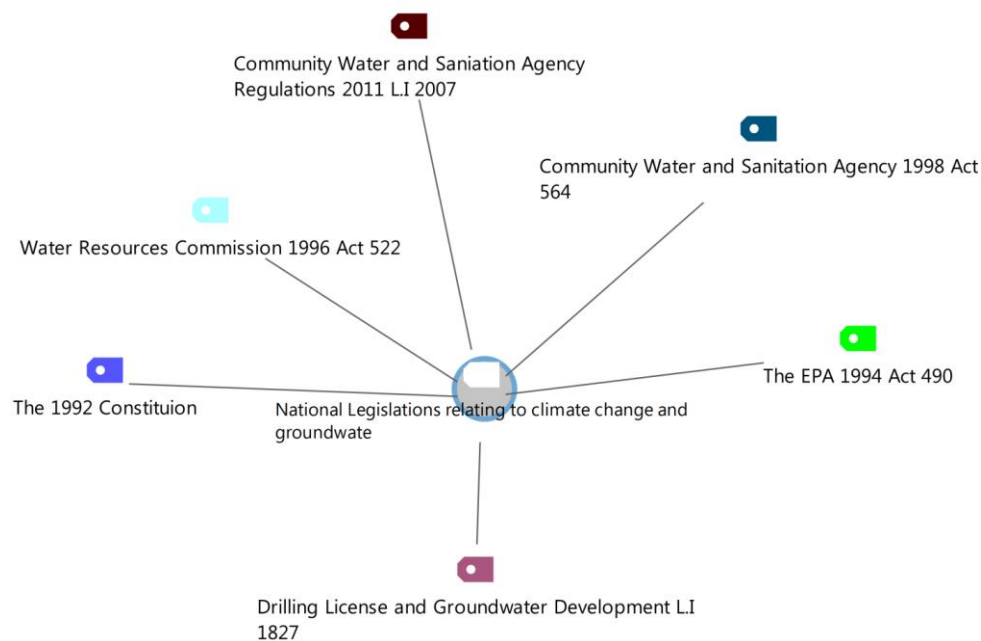 Community Water and Saniation Agency
Regulations 2011 L.I 2007
Community Water and Sanitation Agency 1998 Act
564
Water Resources Commission 1996 Act 522
The EPA 1994 Act 490
The 1992 Constituion
National Legislations relating to climate change and
groundwate
Drilling License and Groundwater Development L.I
1827